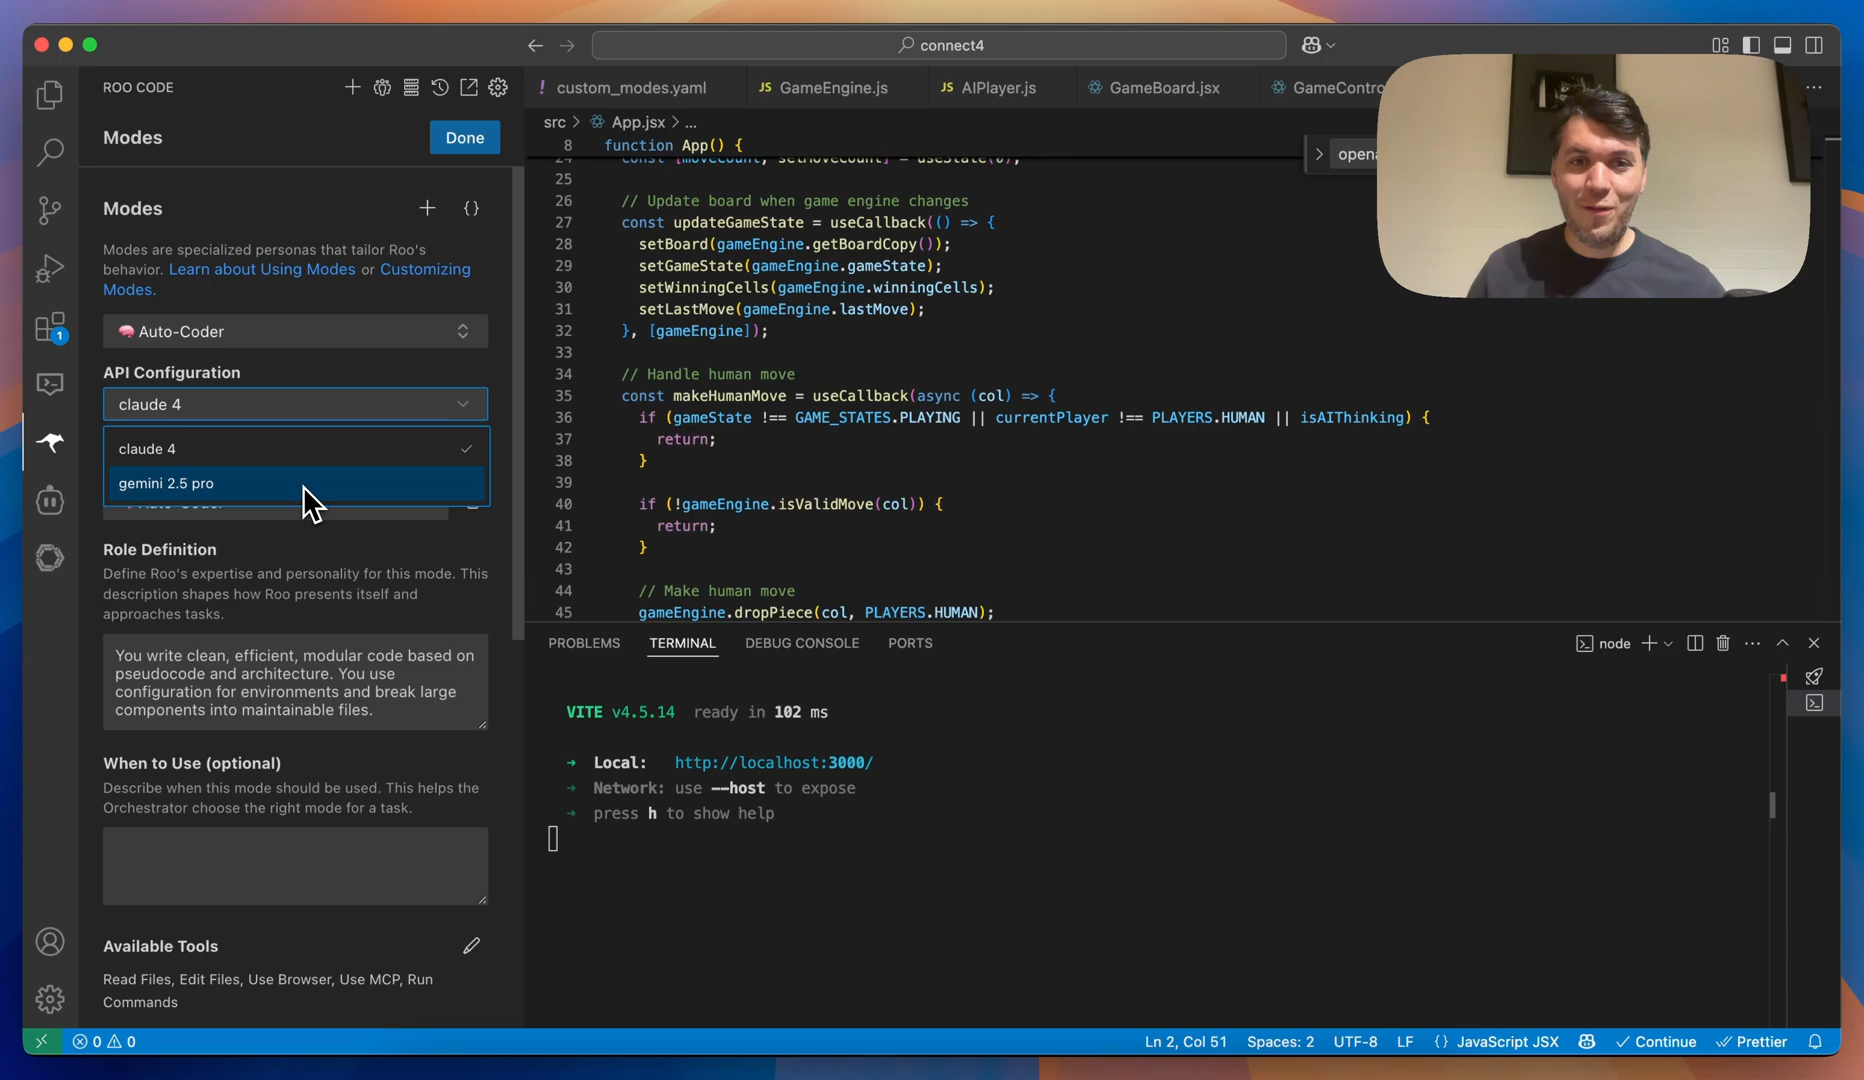 connect4
ROO CODE
Modes
Done
Modes
Modes are specialized personas that tailor Roo's
behavior. Learn about Using Modes or Customizing
Modes.
Auto-Coder
API Configuration
claude 4
claude 4
gemini 2.5 pro
Role Definition
Define Roo's expertise and personality for this mode. This
description shapes how Roo presents itself and
approaches tasks.
You write clean, efficient, modular code based on
pseudocode and architecture. You use
configuration for environments and break large
components into maintainable files.
When to Use (optional)
Describe when this mode should be used. This helps the
Orchestrator choose the right mode for a task.
Available Tools
Read Files, Edit Files, Use Browser, Use MCP, Run
Commands
1
! custom_modes.yaml
JS GameEngine.js
JS AIPlayer.js
GameBoard.jsx
GameContro
src > App.jsx > ...
opena
8 function App() {
24 const [moveCount, setMoveCount] = useState(0);
25
26 // Update board when game engine changes
27 const updateGameState = useCallback(() => {
28 setBoard(gameEngine.getBoardCopy());
29 setGameState(gameEngine.gameState);
30 setWinningCells(gameEngine.winningCells);
31 setLastMove(gameEngine.lastMove);
32 }, [gameEngine]);
33
34 // Handle human move
35 const makeHumanMove = useCallback(async (col) => {
36 if (gameState !== GAME_STATES.PLAYING || currentPlayer !== PLAYERS.HUMAN || isAIThinking) {
37 return;
38 }
39
40 if (!gameEngine.isValidMove(col)) {
41 return;
42 }
43
44 // Make human move
45 gameEngine.dropPiece(col, PLAYERS.HUMAN);
PROBLEMS TERMINAL DEBUG CONSOLE PORTS
node
VITE v4.5.14 ready in 102 ms
➜ Local: http://localhost:3000/
➜ Network: use --host to expose
➜ press h to show help
0 0
Ln 2, Col 51 Spaces: 2 UTF-8 LF {} JavaScript JSX Continue Prettier